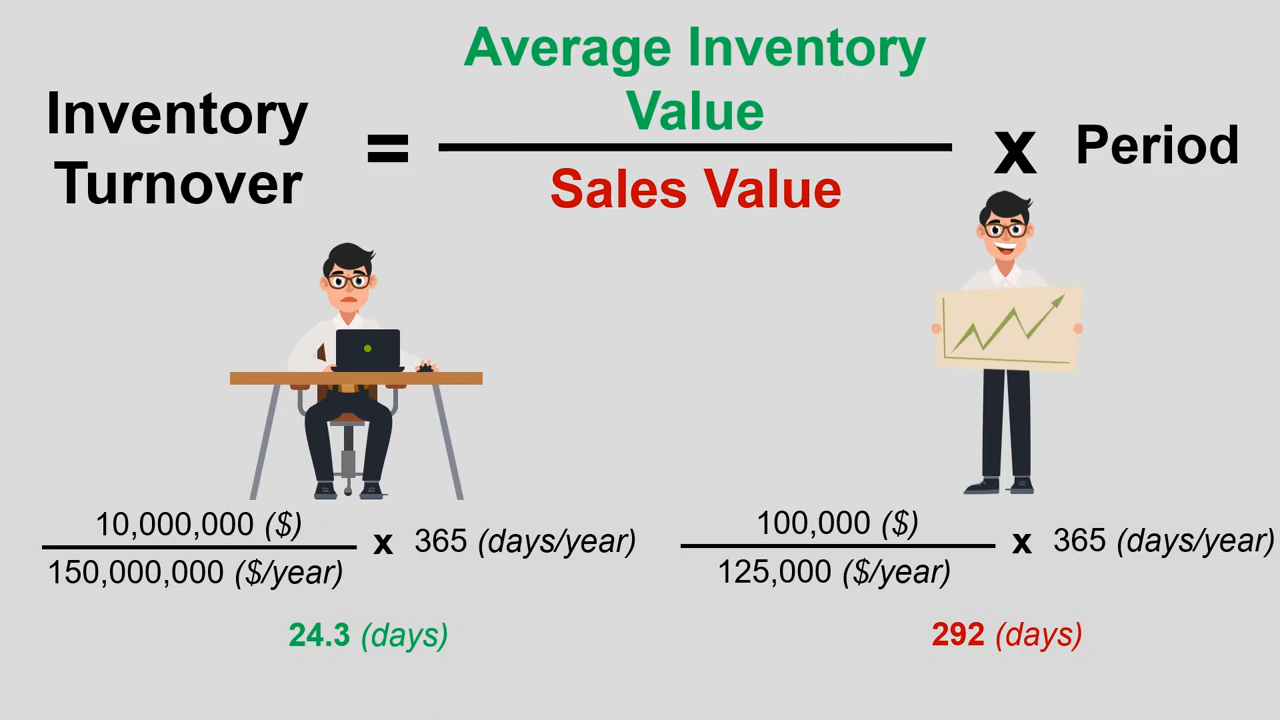 Inventory
Turnover
=
Average Inventory
Value
Sales Value
x
Period
10,000,000 ($)
150,000,000 ($/year)
x 365 (days/year)
24.3 (days)
100,000 ($)
125,000 ($/year)
x 365 (days/year)
292 (days)